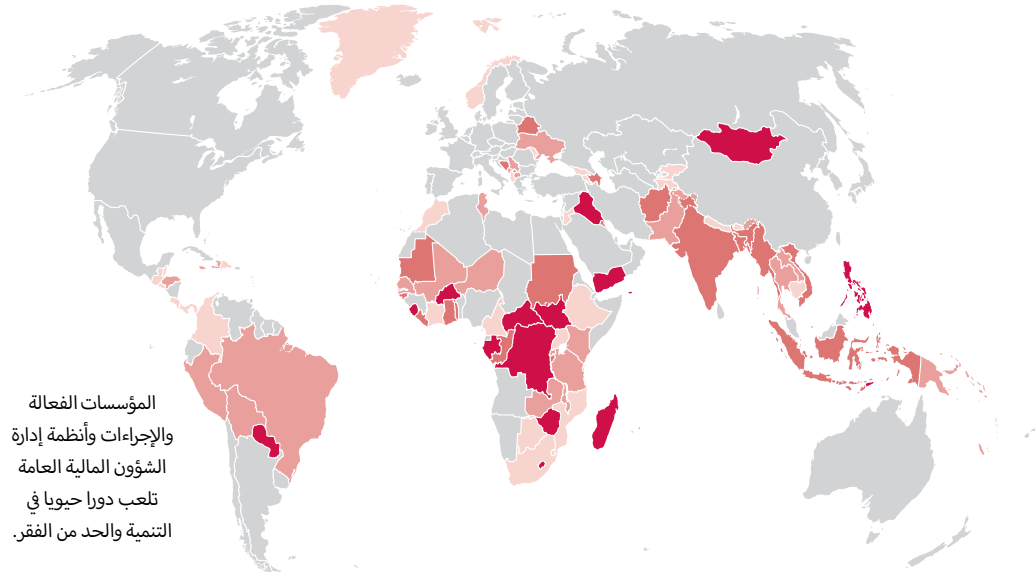 المؤسسات الفعالة
والإجراءات وأنظمة إدارة
الشؤون المالية العامة
تلعب دورا حيويا في
التنمية والحد من الفقر.